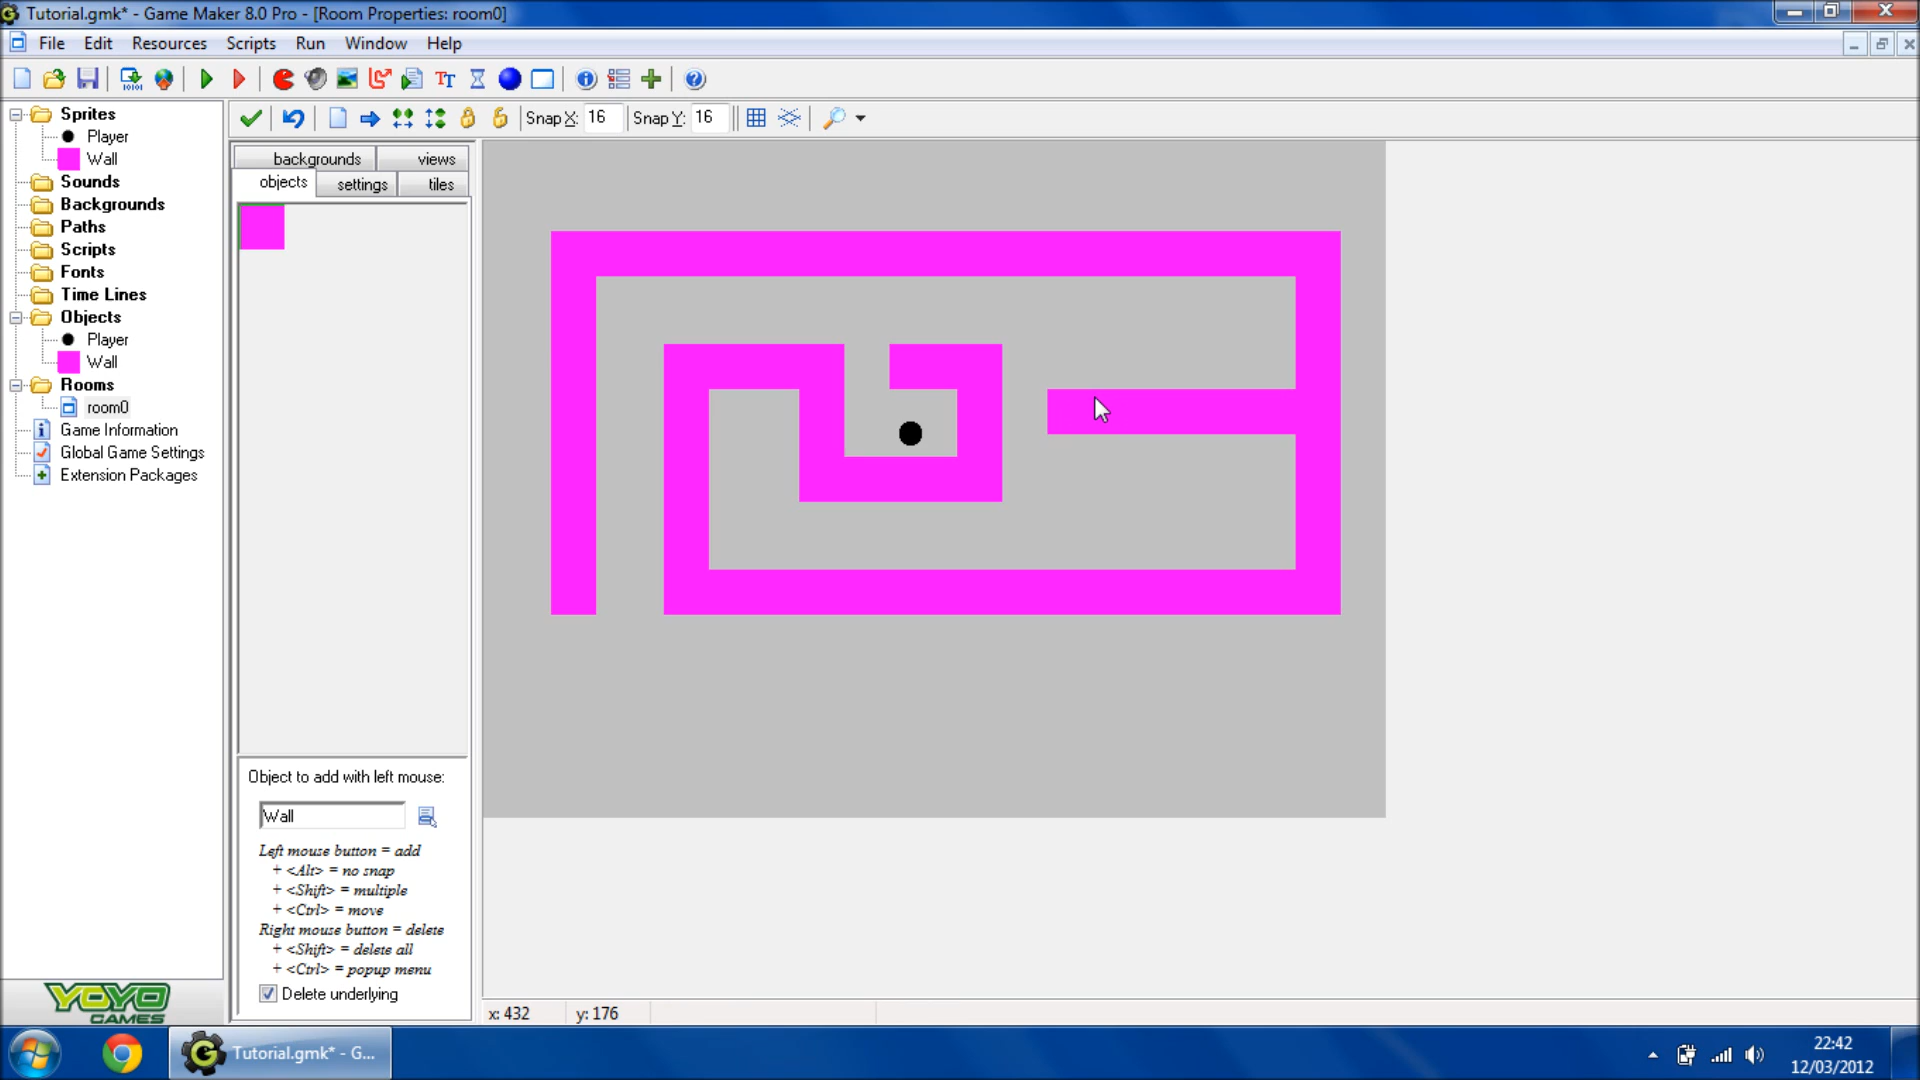 Tutorial.gmk* - Game Maker 8.0 Pro - [Room Properties: room0]
File Edit Resources Scripts Run Window Help
Snap X: 16 Snap Y: 16
Sprites
Player
Wall
Sounds
Backgrounds
Paths
Scripts
Fonts
Time Lines
Objects
Player
Wall
Rooms
room0
Game Information
Global Game Settings
Extension Packages
backgrounds views
objects settings tiles
Object to add with left mouse:
Wall
Left mouse button = add
+ <Alt> = no snap
+ <Shift> = multiple
+ <Ctrl> = move
Right mouse button = delete
+ <Shift> = delete all
+ <Ctrl> = popup menu
Delete underlying
YOYO
GAMES
x: 432 y: 176
Tutorial.gmk* - G...
22:42
12/03/2012